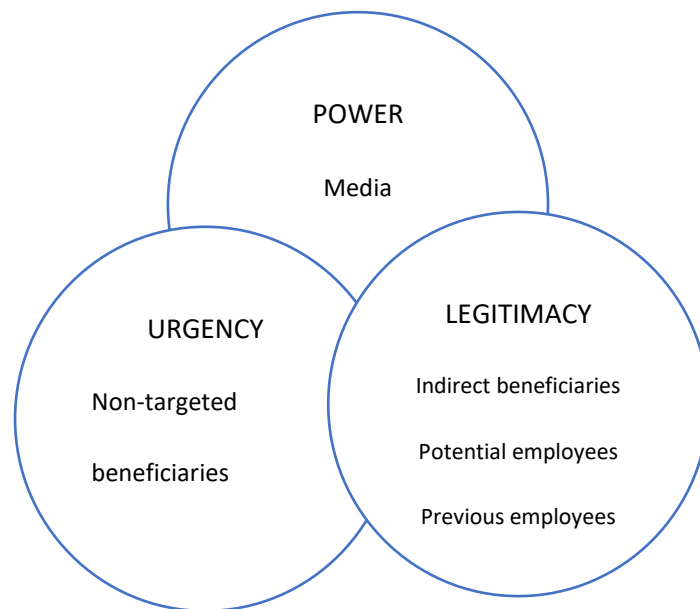 POWER
Media
URGENCY
Non-targeted
beneficiaries
LEGITIMACY
Indirect beneficiaries
Potential employees
Previous employees